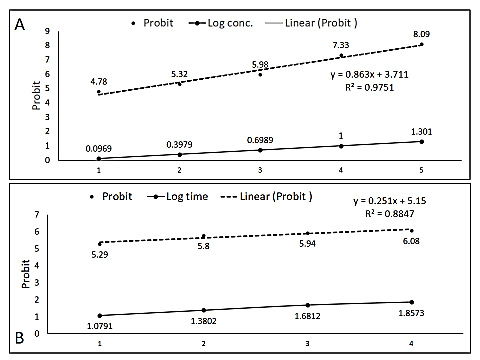 A
Probit Log conc. Linear (Probit )
9
8
7
6
5
4
3
2
1
0
Probit
4.78 5.32 5.98 7.33 8.09
y = 0.863x + 3.711
R² = 0.9751
0.0969 0.3979 0.6989 1 1.301
1 2 3 4 5
B
Probit Log time Linear (Probit )
y = 0.251x + 5.15
R² = 0.8847
7
6
5
4
3
2
1
0
Probit
5.29 5.8 5.94 6.08
1.0791 1.3802 1.6812 1.8573
1 2 3 4